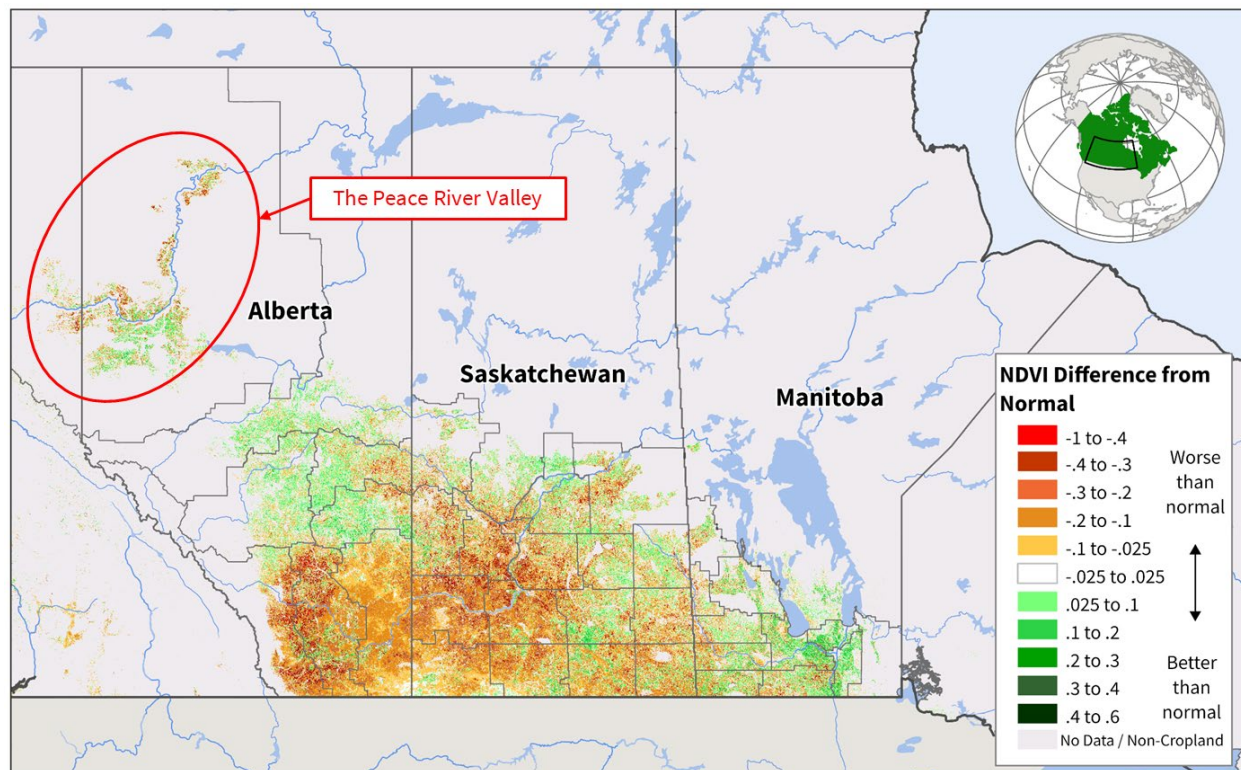 The Peace River Valley
Alberta
Saskatchewan
Manitoba
NDVI Difference from
Normal
-1 to -.4
-.4 to -.3
-.3 to -.2
-.2 to -.1
-.1 to -.025
-.025 to .025
.025 to .1
.1 to .2
.2 to .3
.3 to .4
.4 to .6
No Data / Non-Cropland
Worse
than
normal
Better
than
normal